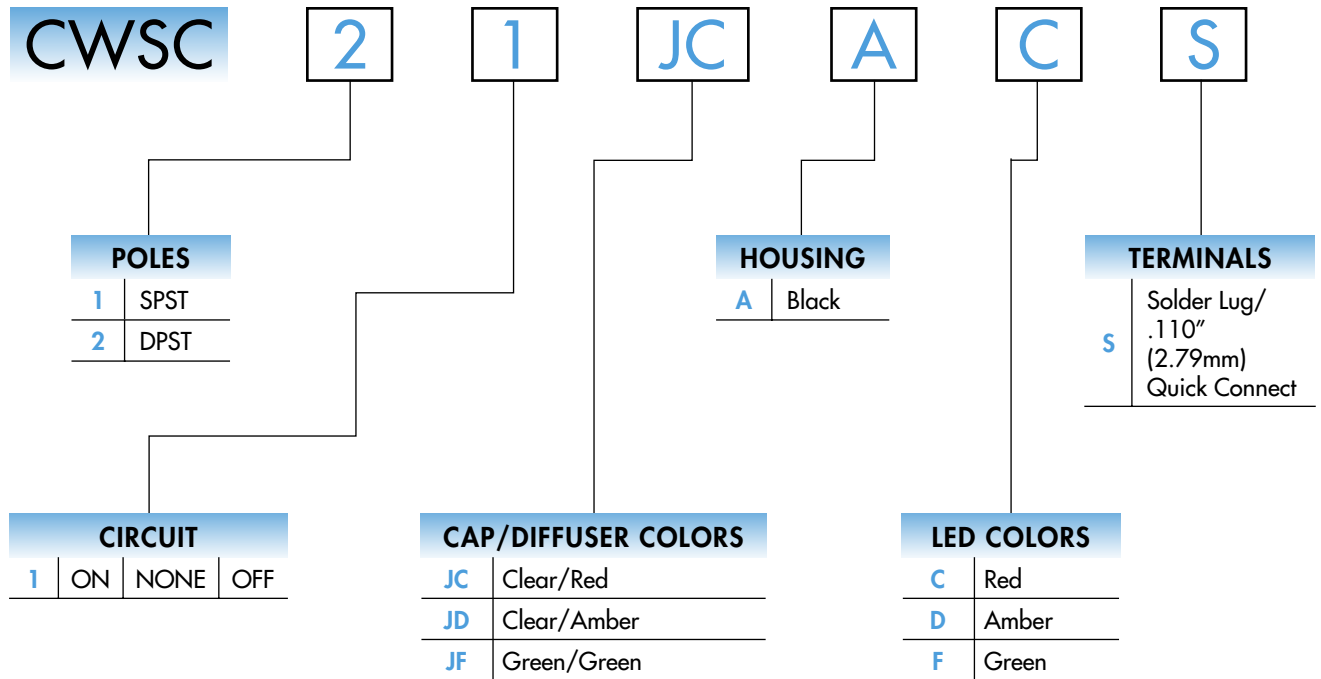 CWSC 2 1 JC A C S
POLES
1 SPST
2 DPST
HOUSING
A Black
TERMINALS
S Solder Lug/
.110″
(2.79mm)
Quick Connect
CIRCUIT
1 ON NONE OFF
CAP/DIFFUSER COLORS
JC Clear/Red
JD Clear/Amber
JF Green/Green
LED COLORS
C Red
D Amber
F Green